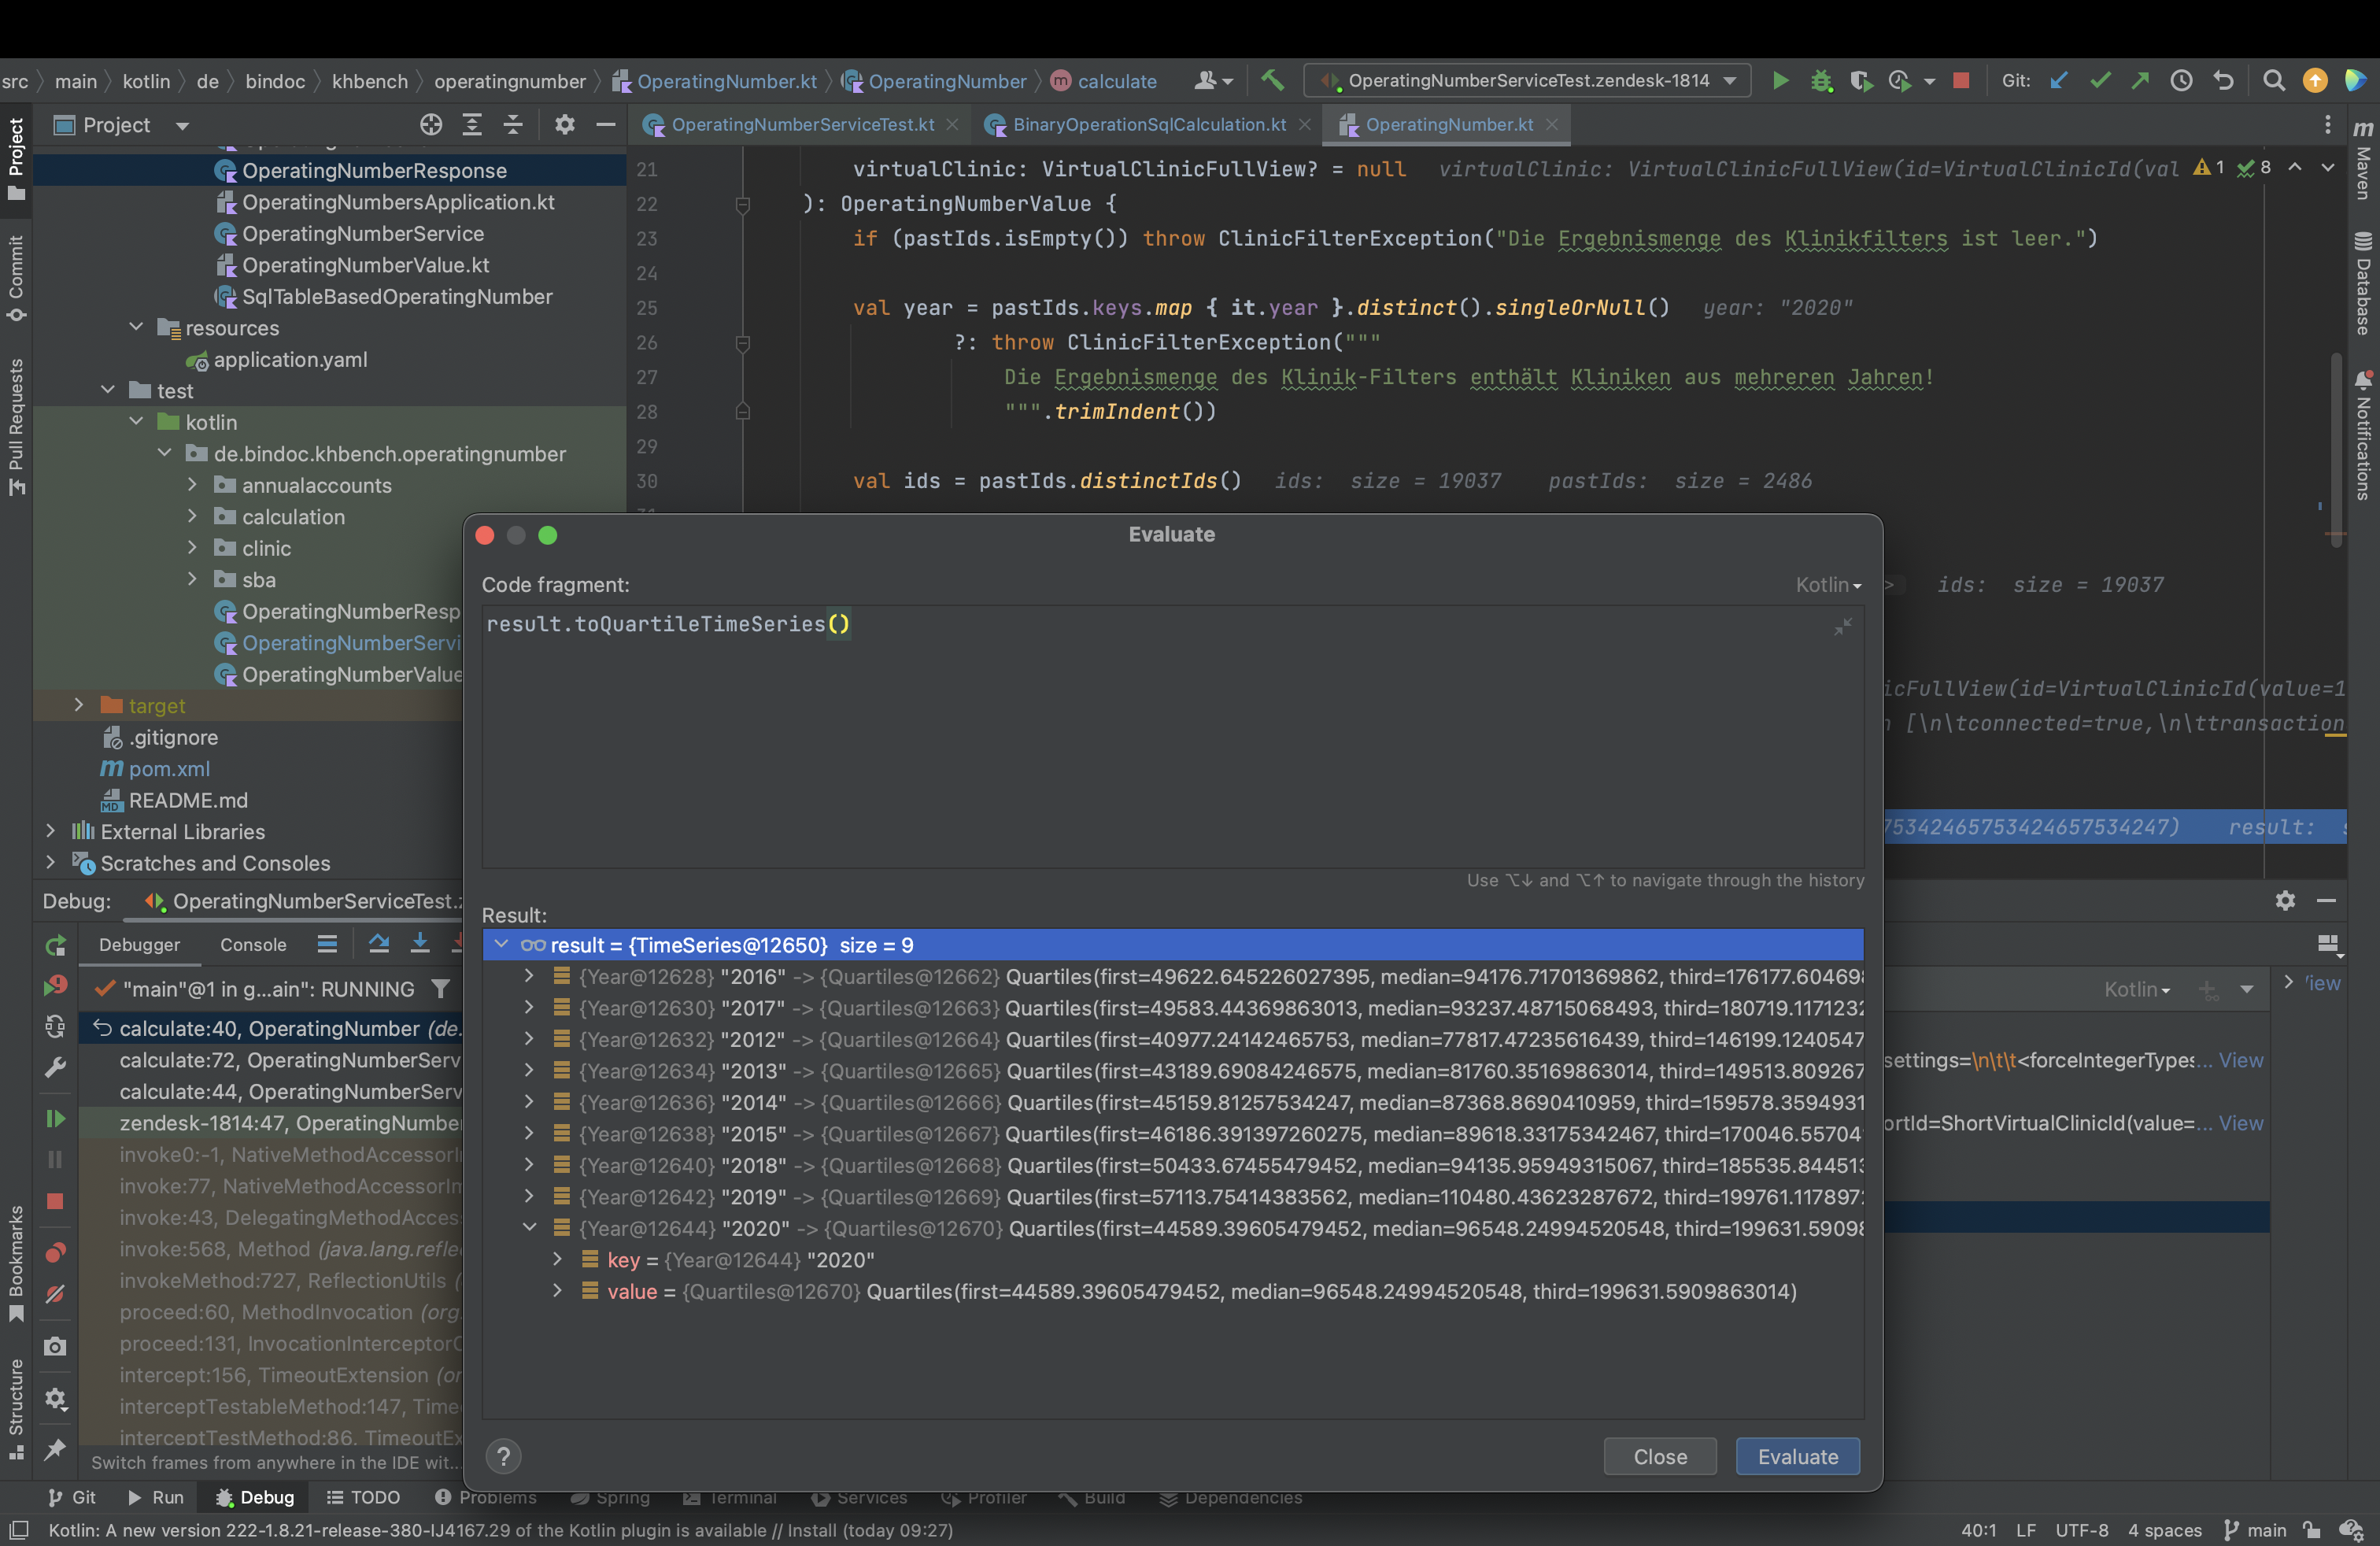 src main kotlin de bindoc khbench operatingnumber OperatingNumber.kt OperatingNumber calculate OperatingNumberServiceTest.zendesk-1814 Git:
Project
OperatingNumberServiceTest.kt BinaryOperationSqlCalculation.kt OperatingNumber.kt
OperatingNumberResponse
OperatingNumbersApplication.kt
OperatingNumberService
OperatingNumberValue.kt
SqlTableBasedOperatingNumber
resources
application.yaml
test
kotlin
de.bindoc.khbench.operatingnumber
annualaccounts
calculation
clinic
sba
OperatingNumberResp
OperatingNumberServi
OperatingNumberValue
target
.gitignore
pom.xml
README.md
External Libraries
Scratches and Consoles
21 virtualClinic: VirtualClinicFullView? = null virtualClinic: VirtualClinicFullView(id=VirtualClinicId(val 1 8
22 ): OperatingNumberValue {
23 if (pastIds.isEmpty()) throw ClinicFilterException("Die Ergebnismenge des Klinikfilters ist leer.")
24
25 val year = pastIds.keys.map { it.year }.distinct().singleOrNull() year: "2020"
26 ?: throw ClinicFilterException("""
27 Die Ergebnismenge des Klinik-Filters enthält Kliniken aus mehreren Jahren!
28 """.trimIndent())
29
30 val ids = pastIds.distinctIds() ids: size = 19037 pastIds: size = 2486
> ids: size = 19037
icFullView(id=VirtualClinicId(value=1
[\n\tconnected=true,\n\ttransaction
75342465753424657534247) result:
Evaluate
Code fragment:
Kotlin
result.toQuartileTimeSeries()
Use ⌥↓ and ⌥↑ to navigate through the history
Result:
result = {TimeSeries@12650} size = 9
{Year@12628} "2016" -> {Quartiles@12662} Quartiles(first=49622.645226027395, median=94176.71701369862, third=176177.604698
{Year@12630} "2017" -> {Quartiles@12663} Quartiles(first=49583.44369863013, median=93237.48715068493, third=180719.1171232
{Year@12632} "2012" -> {Quartiles@12664} Quartiles(first=40977.24142465753, median=77817.47235616439, third=146199.1240547
{Year@12634} "2013" -> {Quartiles@12665} Quartiles(first=43189.69084246575, median=81760.35169863014, third=149513.809267
{Year@12636} "2014" -> {Quartiles@12666} Quartiles(first=45159.81257534247, median=87368.8690410959, third=159578.3594931
{Year@12638} "2015" -> {Quartiles@12667} Quartiles(first=46186.391397260275, median=89618.33175342467, third=170046.55704
{Year@12640} "2018" -> {Quartiles@12668} Quartiles(first=50433.67455479452, median=94135.95949315067, third=185535.844513
{Year@12642} "2019" -> {Quartiles@12669} Quartiles(first=57113.75414383562, median=110480.43623287672, third=199761.117897
{Year@12644} "2020" -> {Quartiles@12670} Quartiles(first=44589.39605479452, median=96548.24994520548, third=199631.59098
key = {Year@12644} "2020"
value = {Quartiles@12670} Quartiles(first=44589.39605479452, median=96548.24994520548, third=199631.5909863014)
? Close Evaluate
Debug: OperatingNumberServiceTest.z
Debugger Console
"main"@1 in g...ain": RUNNING
calculate:40, OperatingNumber (de.
calculate:72, OperatingNumberServ
calculate:44, OperatingNumberServ
zendesk-1814:47, OperatingNumber
invoke0:-1, NativeMethodAccessorI
invoke:77, NativeMethodAccessorIm
invoke:43, DelegatingMethodAcces
invoke:568, Method (java.lang.refle
invokeMethod:727, ReflectionUtils (
proceed:60, MethodInvocation (org.
proceed:131, InvocationInterceptorC
intercept:156, TimeoutExtension (or
interceptTestableMethod:147, Time
interceptTestMethod:86, TimeoutEx
Switch frames from anywhere in the IDE wit...
Kotlin
View
settings=\n\t\t<forceIntegerTypes... View
ortId=ShortVirtualClinicId(value=... View
Project
Commit
Pull Requests
Bookmarks
Structure
Maven
Database
Notifications
Git Run Debug TODO Problems Spring Terminal Services Profiler Build Dependencies
Kotlin: A new version 222-1.8.21-release-380-IJ4167.29 of the Kotlin plugin is available // Install (today 09:27) 40:1 LF UTF-8 4 spaces main